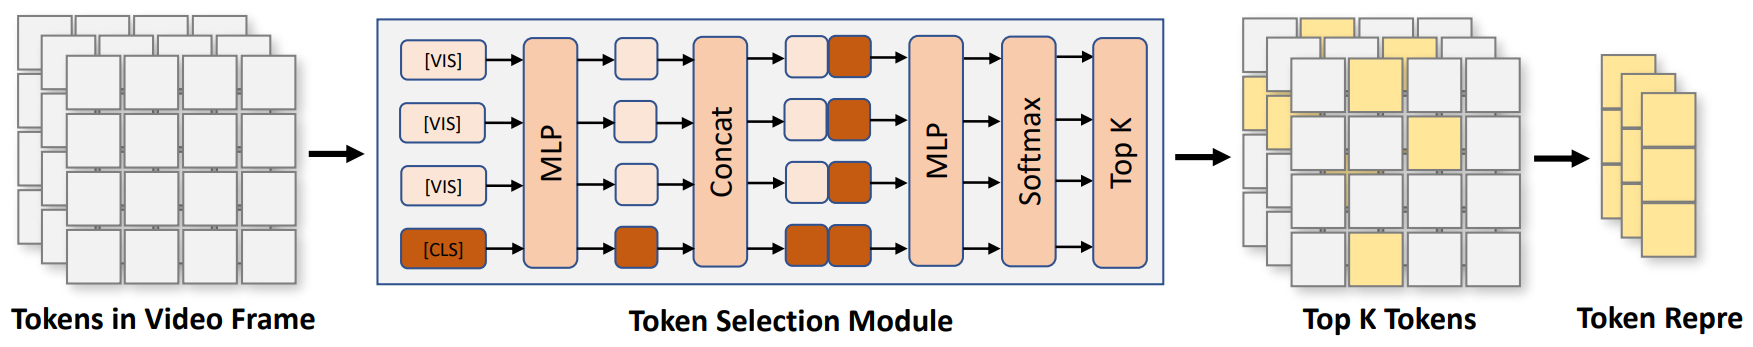 [VIS]
[VIS]
[VIS]
[CLS]
MLP
Concat
MLP
Softmax
Top K
Tokens in Video Frame
Token Selection Module
Top K Tokens
Token Repre